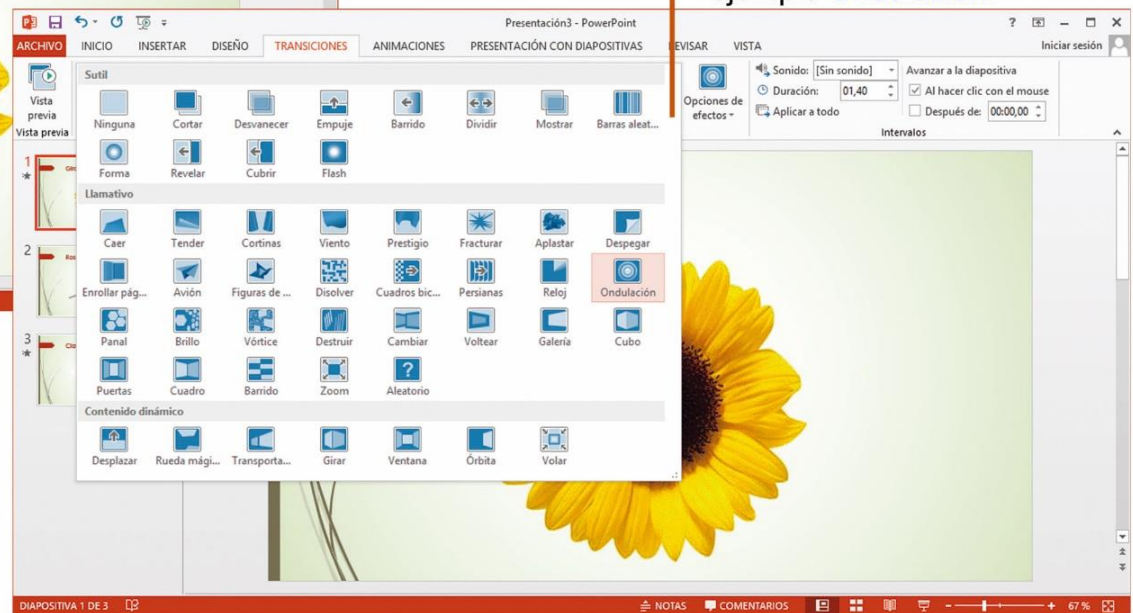 Presentación3 - PowerPoint
ARCHIVO INICIO INSERTAR DISEÑO TRANSICIONES ANIMACIONES PRESENTACIÓN CON DIAPOSITIVAS VISTA Iniciar sesión
Vista previa
Vista previa
Opciones de efectos
Sonido: [Sin sonido]
Duración: 01,40
Aplicar a todo
Avanzar a la diapositiva
Al hacer clic con el mouse
Después de: 00:00,00
Intervalos
Sutil
Ninguna Cortar Desvanecer Empuje Barrido Dividir Mostrar Barras aleat...
Forma Revelar Cubrir Flash
Llamativo
Caer Tender Cortinas Viento Prestigio Fracturar Aplastar Despegar
Enrollar pág... Avión Figuras de ... Disolver Cuadros bic... Persianas Reloj Ondulación
Panal Brillo Vórtice Destruir Cambiar Voltear Galería Cubo
Puertas Cuadro Barrido Zoom Aleatorio
Contenido dinámico
Desplazar Rueda mági... Transporta... Girar Ventana Órbita Volar
1
2
3
DIAPOSITIVA 1 DE 3 NOTAS COMENTARIOS 67 %